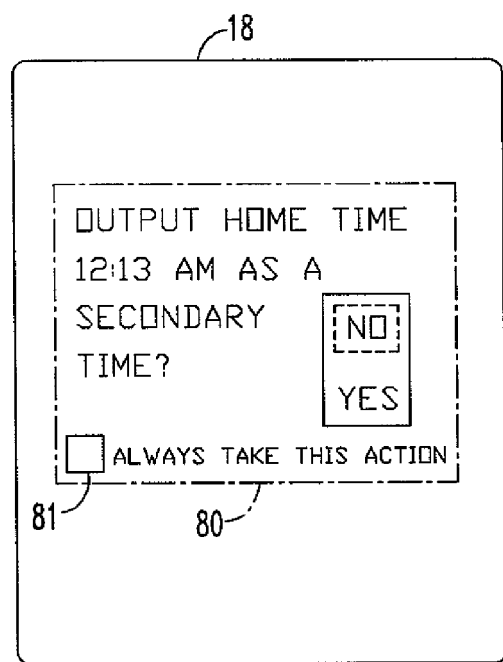 18
OUTPUT HOME TIME
12:13 AM AS A
SECONDARY
TIME?
NO
YES
ALWAYS TAKE THIS ACTION
81
80